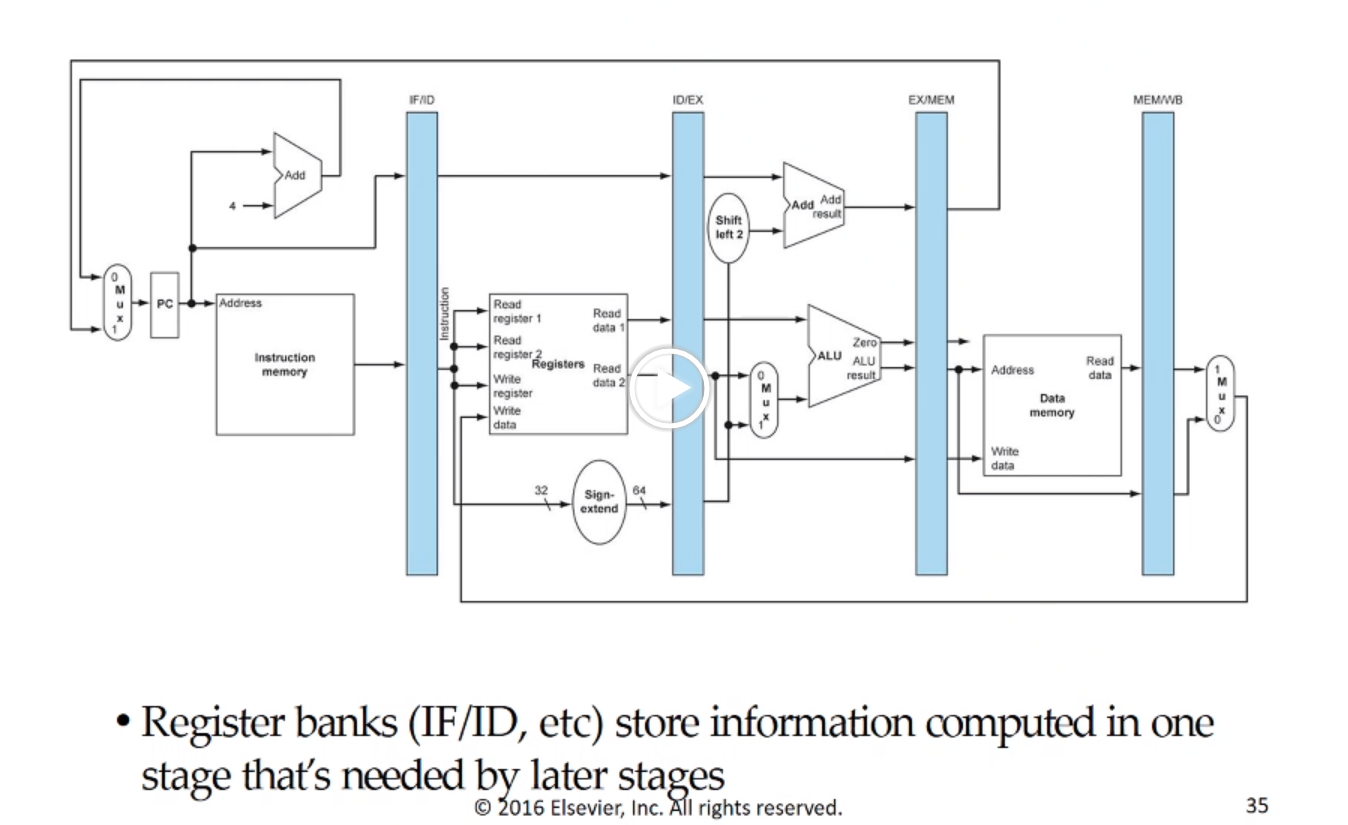 IF/ID
ID/EX
EX/MEM
MEM/WB
Add
4
Shift
left 2
Add
Add
result
0
M
u
x
1
PC
Address
Instruction
memory
Instruction
Read
register 1
Read
register 2
Registers
Write
register
Write
data
Read
data 1
Read
data 2
0
M
u
x
1
ALU
Zero
ALU
result
Address
Read
data
Data
memory
Write
data
1
M
u
x
0
32
Sign-
extend
64
• Register banks (IF/ID, etc) store information computed in one
stage that's needed by later stages
© 2016 Elsevier, Inc. All rights reserved.
35